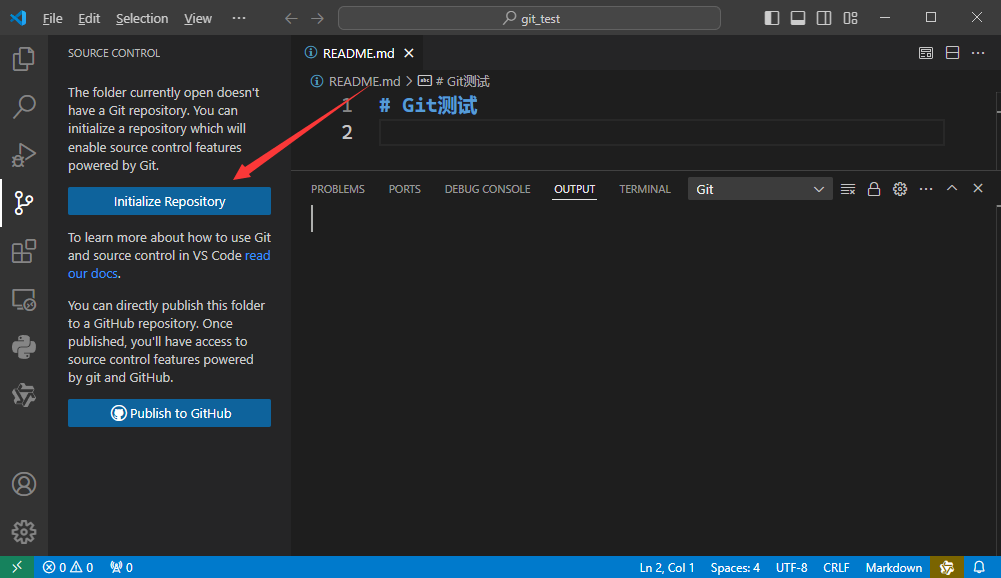 File Edit Selection View ··· git_test
SOURCE CONTROL
The folder currently open doesn't
have a Git repository. You can
initialize a repository which will
enable source control features
powered by Git.
Initialize Repository
To learn more about how to use Git
and source control in VS Code read
our docs.
You can directly publish this folder
to a GitHub repository. Once
published, you'll have access to
source control features powered
by git and GitHub.
Publish to GitHub
README.md
README.md > abc # Git测试
1 # Git测试
2
PROBLEMS PORTS DEBUG CONSOLE OUTPUT TERMINAL Git
0 0 0 Ln 2, Col 1 Spaces: 4 UTF-8 CRLF Markdown